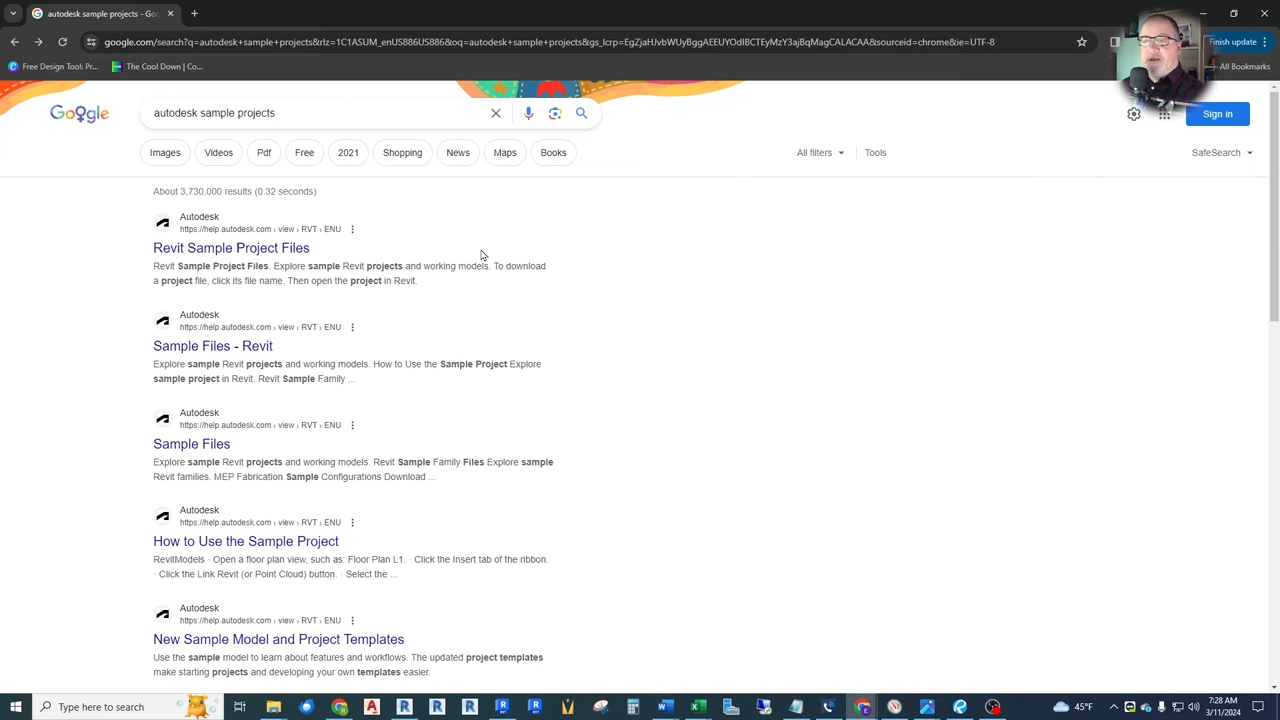 autodesk sample projects - Goo
Finish update
google.com/search?q=autodesk+sample+projects&rlz=1C1ASUM_enUS886US886&oq=autodesk+sample+projects&gs_lcrp=EgZjaHJvbWUyBggAEEUYOdIBCTEyMzY3ajBqMagCALACAA&sourceid=chrome&ie=UTF-8
Free Design Tool: Pr...
The Cool Down | Co...
All Bookmarks
Google
autodesk sample projects
Sign in
Images Videos Pdf Free 2021 Shopping News Maps Books
All filters Tools SafeSearch
About 3,730,000 results (0.32 seconds)
Autodesk
https://help.autodesk.com › view › RVT › ENU
Revit Sample Project Files
Revit Sample Project Files. Explore sample Revit projects and working models. To download
a project file, click its file name. Then open the project in Revit.
Autodesk
https://help.autodesk.com › view › RVT › ENU
Sample Files - Revit
Explore sample Revit projects and working models. How to Use the Sample Project Explore
sample project in Revit. Revit Sample Family ...
Autodesk
https://help.autodesk.com › view › RVT › ENU
Sample Files
Explore sample Revit projects and working models. Revit Sample Family Files Explore sample
Revit families. MEP Fabrication Sample Configurations Download ...
Autodesk
https://help.autodesk.com › view › RVT › ENU
How to Use the Sample Project
RevitModels · Open a floor plan view, such as: Floor Plan L1. · Click the Insert tab of the ribbon.
· Click the Link Revit (or Point Cloud) button. · Select the ...
Autodesk
https://help.autodesk.com › view › RVT › ENU
New Sample Model and Project Templates
Use the sample model to learn about features and workflows. The updated project templates
make starting projects and developing your own templates easier.
Type here to search
45°F
7:28 AM
3/11/2024